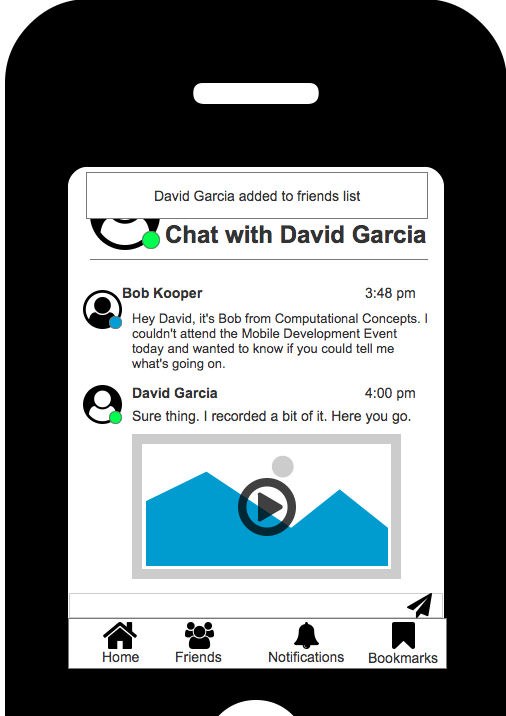 David Garcia added to friends list
Chat with David Garcia
Bob Kooper 3:48 pm
Hey David, it's Bob from Computational Concepts. I
couldn't attend the Mobile Development Event
today and wanted to know if you could tell me
what's going on.
David Garcia 4:00 pm
Sure thing. I recorded a bit of it. Here you go.
Home Friends Notifications Bookmarks